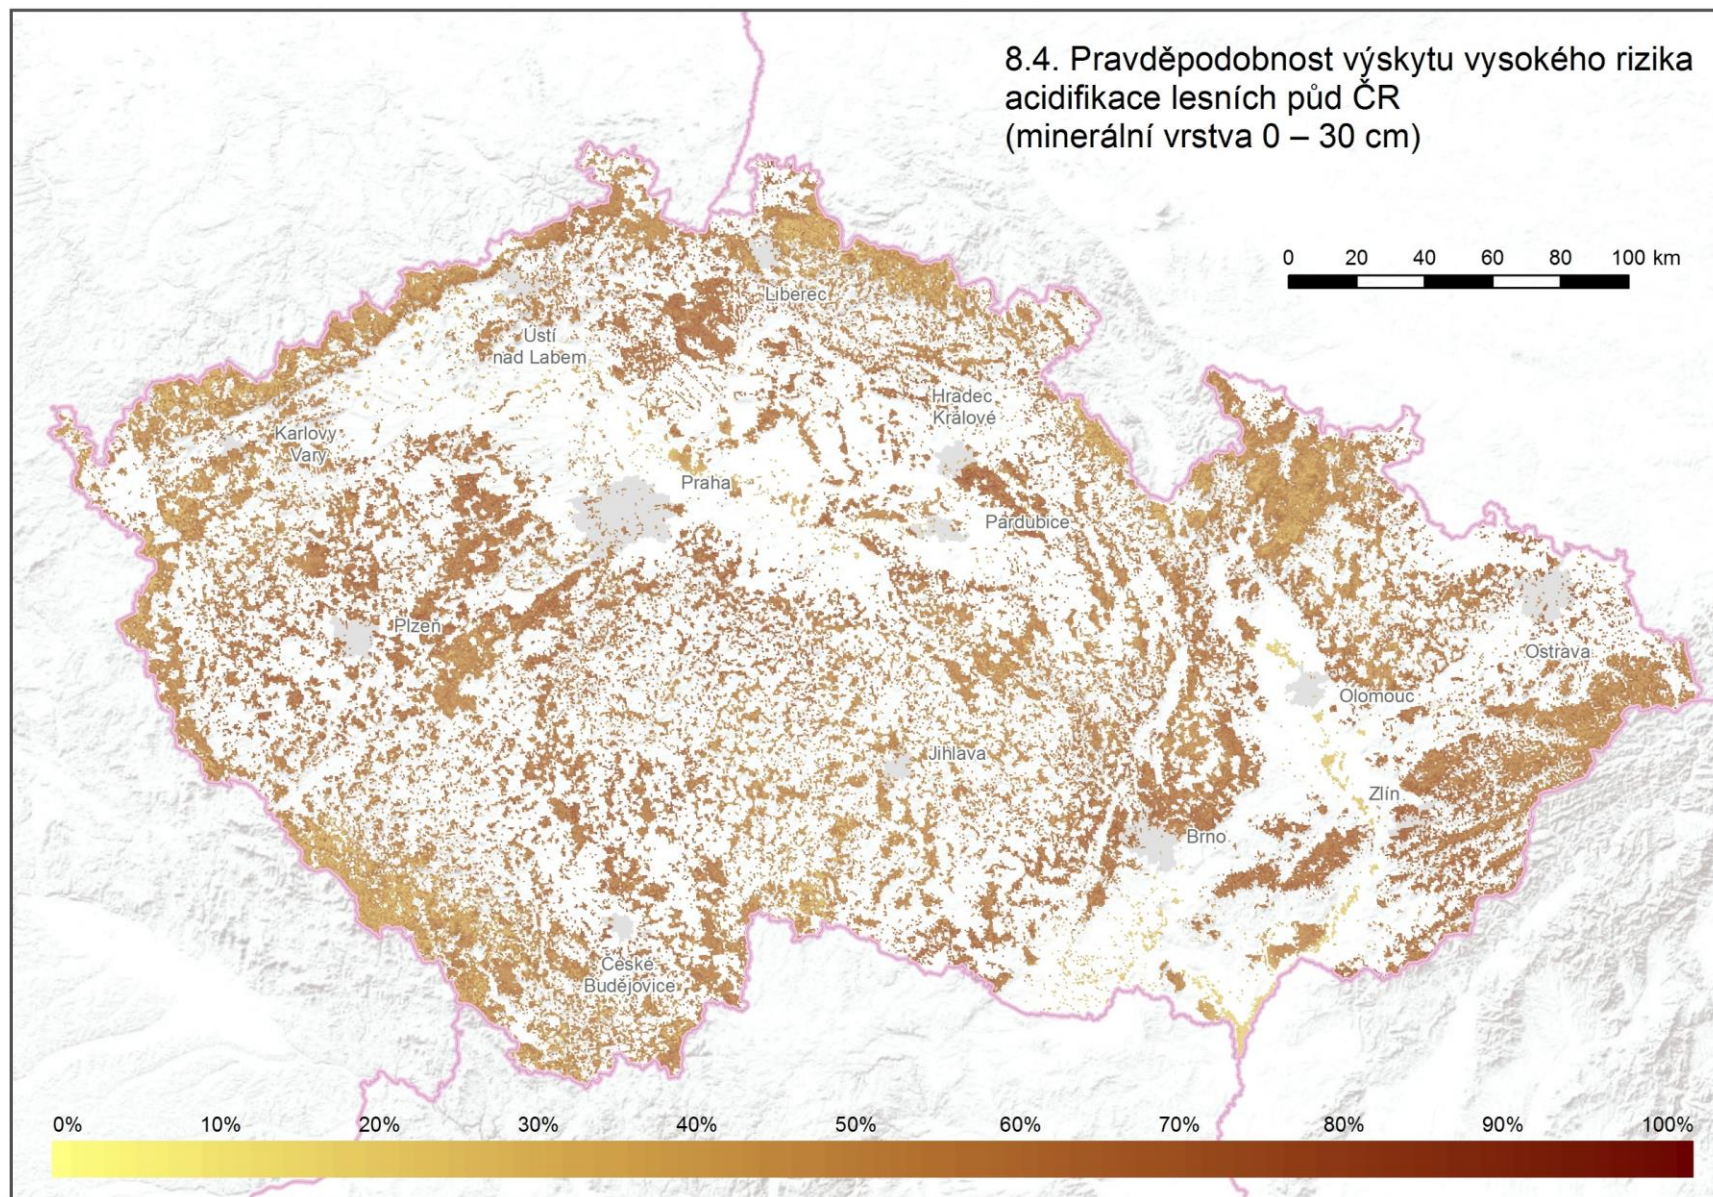 8.4. Pravděpodobnost výskytu vysokého rizika
acidifikace lesních půd ČR
(minerální vrstva 0 – 30 cm)
0 20 40 60 80 100 km
Liberec
Ústí
nad Labem
Hradec
Králové
Karlovy
Vary
Praha
Pardubice
Plzeň
Ostrava
Olomouc
Jihlava
Zlín
Brno
České
Budějovice
0% 10% 20% 30% 40% 50% 60% 70% 80% 90% 100%